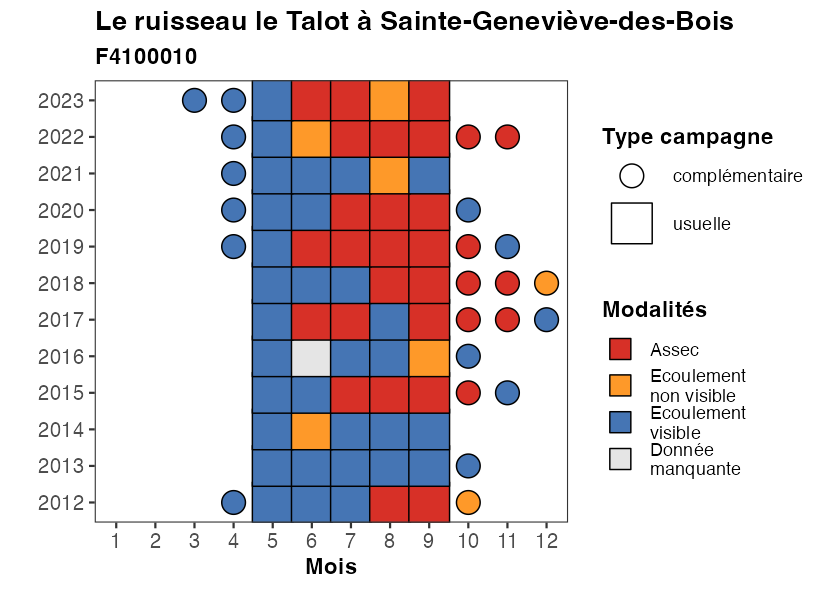 Le ruisseau le Talot à Sainte-Geneviève-des-Bois
F4100010
2023
2022
2021
2020
2019
2018
2017
2016
2015
2014
2013
2012
1 2 3 4 5 6 7 8 9 10 11 12
Mois
Type campagne
complémentaire
usuelle
Modalités
Assec
Ecoulement
non visible
Ecoulement
visible
Donnée
manquante